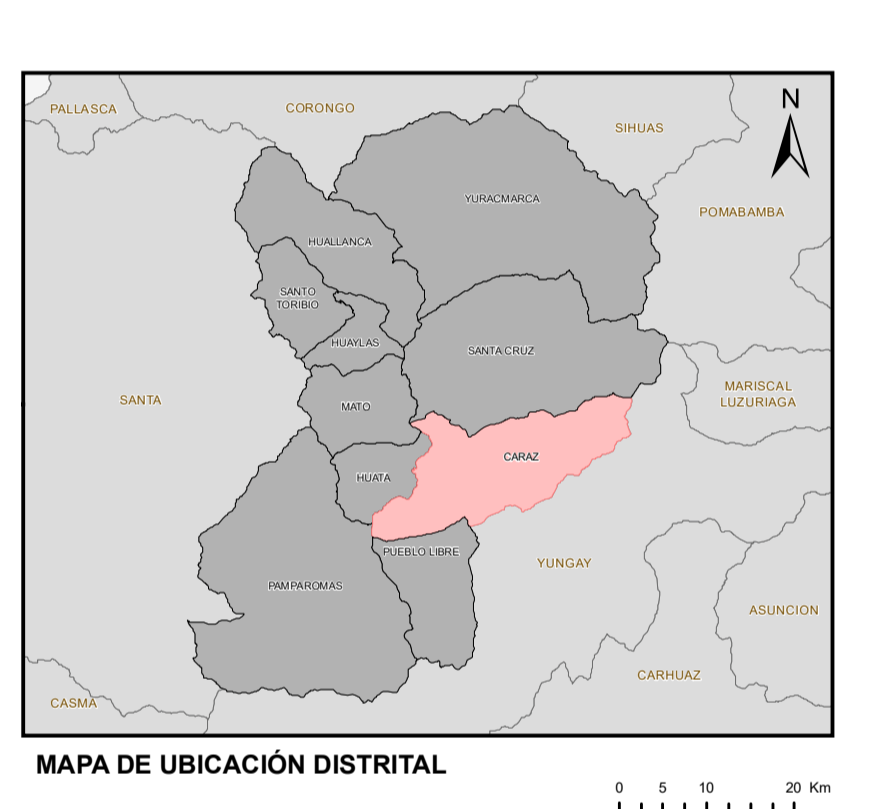 PALLASCA
CORONGO
SIHUAS
N
YURACMARCA
POMABAMBA
HUALLANCA
SANTO
TORIBIO
HUAYLAS
SANTA CRUZ
SANTA
MATO
MARISCAL
LUZURIAGA
CARAZ
HUATA
PUEBLO LIBRE
YUNGAY
PAMPAROMAS
ASUNCION
CARHUAZ
CASMA
MAPA DE UBICACIÓN DISTRITAL
0 5 10 20 Km